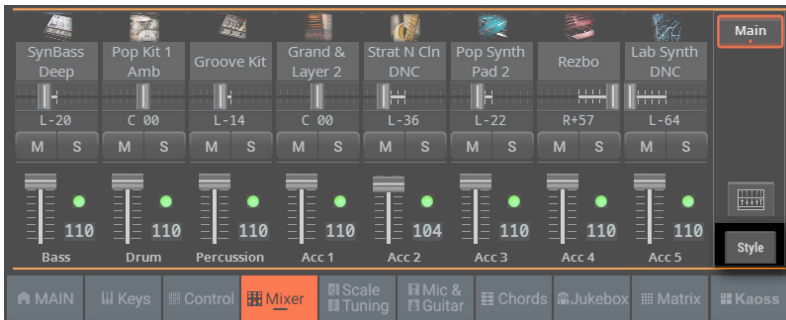 SynBass Deep
Pop Kit 1 Amb
Groove Kit
Grand & Layer 2
Strat N Cln DNC
Pop Synth Pad 2
Rezbo
Lab Synth DNC
Main
L-20
C 00
L-14
C 00
L-36
L-22
R+57
L-64
M S M S M S M S M S M S M S M S
110
110
110
110
104
110
110
110
Bass
Drum
Percussion
Acc 1
Acc 2
Acc 3
Acc 4
Acc 5
Style
MAIN
Keys
Control
Mixer
Scale Tuning
Mic & Guitar
Chords
Jukebox
Matrix
Kaoss